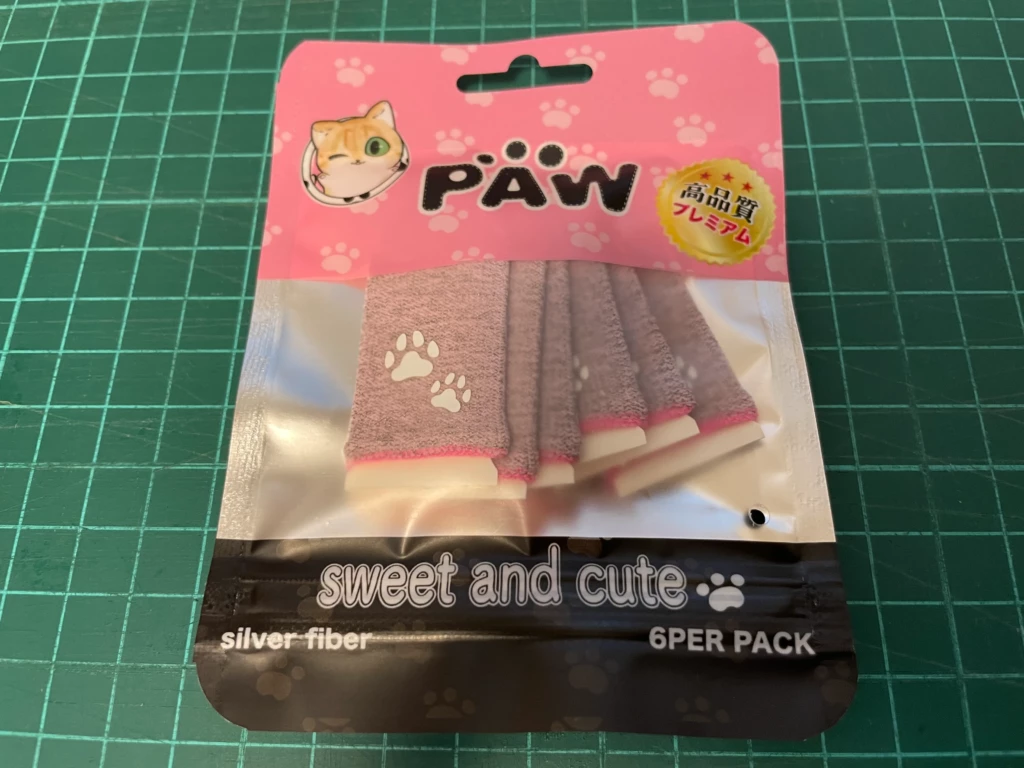 PAW
高品質
プレミアム
sweet and cute
silver fiber
6PER PACK